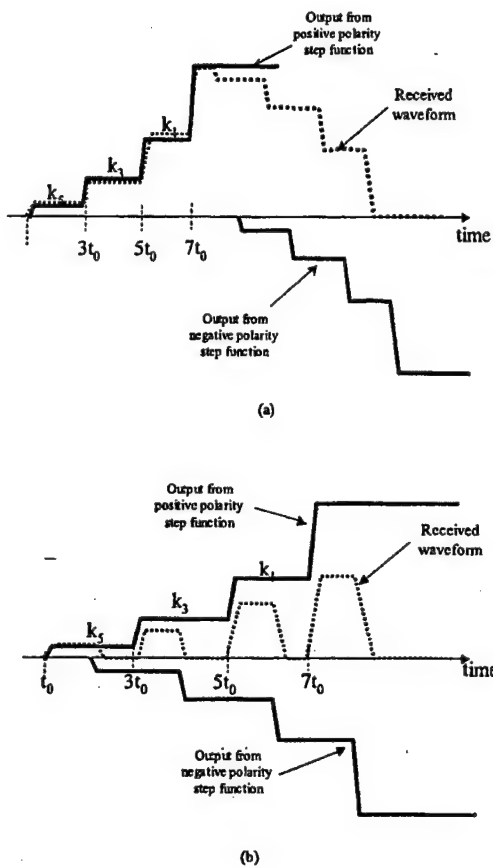 Output from
positive polarity
step function
Received
waveform
k₁
k₃
k₅
3t₀
5t₀
7t₀
time
Output from
negative polarity
step function
(a)
Output from
positive polarity
step function
Received
waveform
k₁
k₃
k₅
t₀
3t₀
5t₀
7t₀
time
Output from
negative polarity
step function
(b)